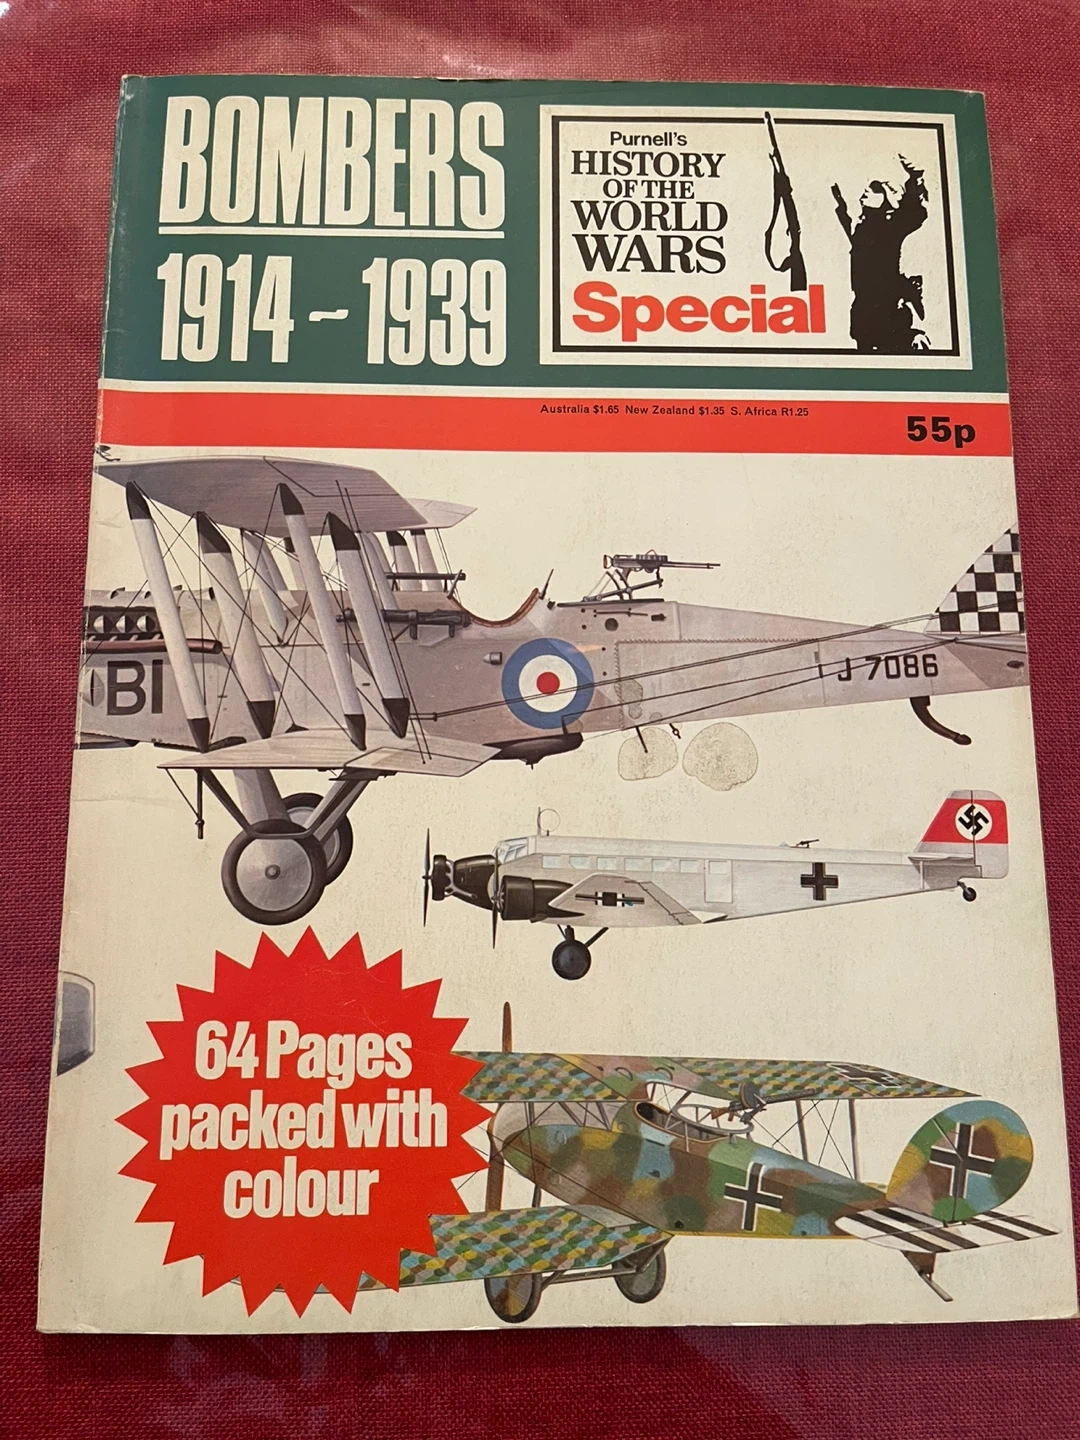 BOMBERS
1914~1939
Purnell's
HISTORY
OF THE
WORLD
WARS
Special
Australia $1.65 New Zealand $1.35 S. Africa R1.25
55p
BI
J 7086
64 Pages
packed with
colour